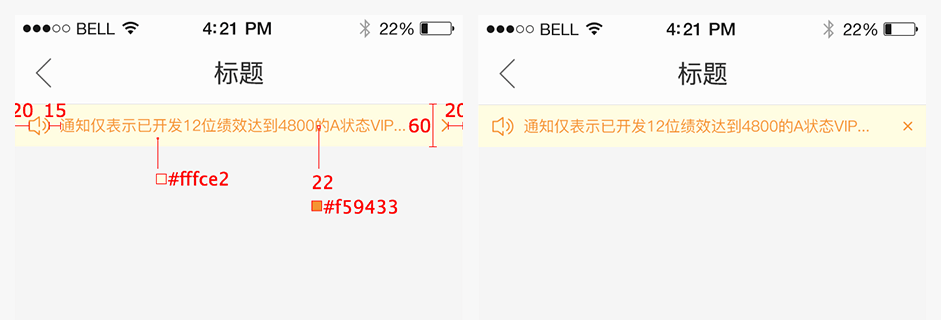 BELL 4:21 PM 22%
标题
20 15 通知仅表示已开发12位绩效达到4800的A状态VIP... 60 20
#fffce2
22
#f59433
BELL 4:21 PM 22%
标题
通知仅表示已开发12位绩效达到4800的A状态VIP... ×